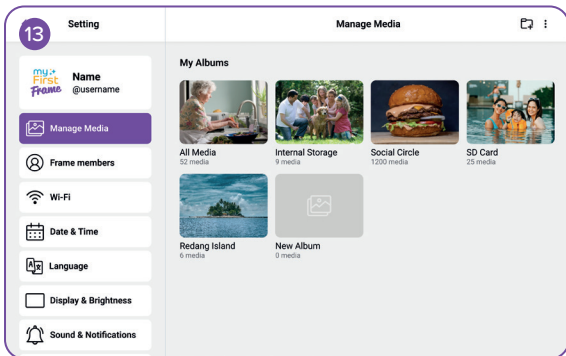 13
Setting
Manage Media
my
First
Frame
Name
@username
Manage Media
Frame members
Wi-Fi
Date & Time
Language
Display & Brightness
Sound & Notifications
My Albums
All Media
52 media
Internal Storage
9 media
Social Circle
1200 media
SD Card
25 media
Redang Island
6 media
New Album
0 media